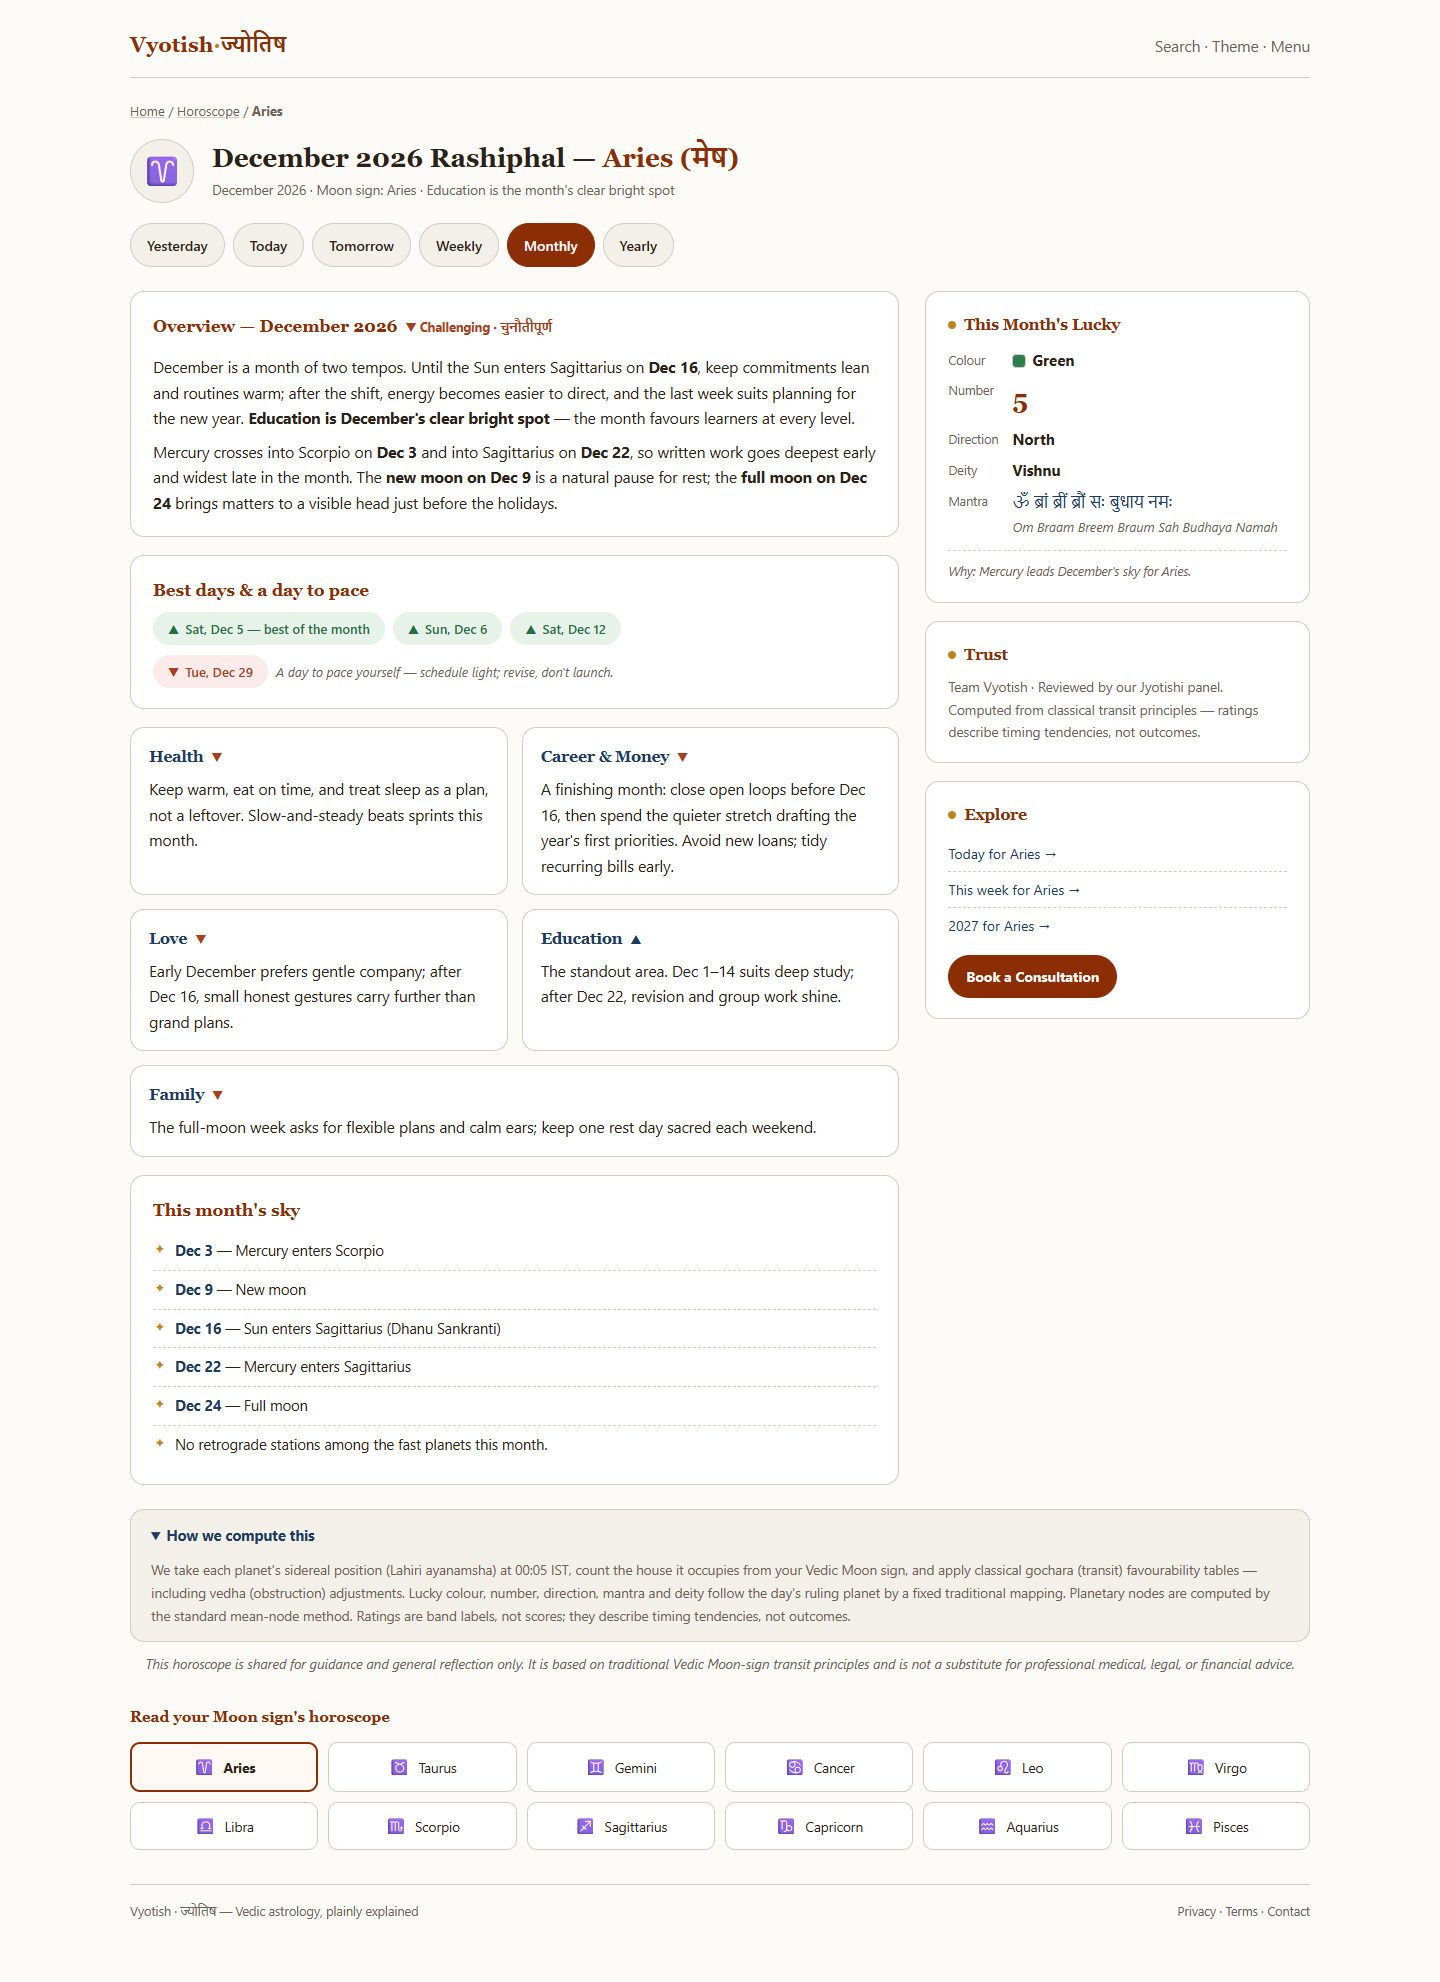 Vyotish·ज्योतिष
Search · Theme · Menu
Home / Horoscope / Aries
December 2026 Rashiphal — Aries (मेष)
December 2026 · Moon sign: Aries · Education is the month's clear bright spot
Yesterday
Today
Tomorrow
Weekly
Monthly
Yearly
Overview — December 2026 ▼ Challenging · चुनौतीपूर्ण
December is a month of two tempos. Until the Sun enters Sagittarius on Dec 16, keep commitments lean
and routines warm; after the shift, energy becomes easier to direct, and the last week suits planning for
the new year. Education is December's clear bright spot — the month favours learners at every level.
Mercury crosses into Scorpio on Dec 3 and into Sagittarius on Dec 22, so written work goes deepest early
and widest late in the month. The new moon on Dec 9 is a natural pause for rest; the full moon on Dec
24 brings matters to a visible head just before the holidays.
Best days & a day to pace
▲ Sat, Dec 5 — best of the month
▲ Sun, Dec 6
▲ Sat, Dec 12
▼ Tue, Dec 29
A day to pace yourself — schedule light; revise, don't launch.
Health ▼
Keep warm, eat on time, and treat sleep as a plan,
not a leftover. Slow-and-steady beats sprints this
month.
Career & Money ▼
A finishing month: close open loops before Dec
16, then spend the quieter stretch drafting the
year's first priorities. Avoid new loans; tidy
recurring bills early.
Love ▼
Early December prefers gentle company; after
Dec 16, small honest gestures carry further than
grand plans.
Education ▲
The standout area. Dec 1–14 suits deep study;
after Dec 22, revision and group work shine.
Family ▼
The full-moon week asks for flexible plans and calm ears; keep one rest day sacred each weekend.
This month's sky
✦ Dec 3 — Mercury enters Scorpio
✦ Dec 9 — New moon
✦ Dec 16 — Sun enters Sagittarius (Dhanu Sankranti)
✦ Dec 22 — Mercury enters Sagittarius
✦ Dec 24 — Full moon
✦ No retrograde stations among the fast planets this month.
This Month's Lucky
Colour Green
Number 5
Direction North
Deity Vishnu
Mantra ॐ ब्रां ब्रीं ब्रौं सः बुधाय नमः
Om Braam Breem Braum Sah Budhaya Namah
Why: Mercury leads December's sky for Aries.
Trust
Team Vyotish · Reviewed by our Jyotishi panel.
Computed from classical transit principles — ratings
describe timing tendencies, not outcomes.
Explore
Today for Aries →
This week for Aries →
2027 for Aries →
Book a Consultation
▼ How we compute this
We take each planet's sidereal position (Lahiri ayanamsha) at 00:05 IST, count the house it occupies from your Vedic Moon sign, and apply classical gochara (transit) favourability tables —
including vedha (obstruction) adjustments. Lucky colour, number, direction, mantra and deity follow the day's ruling planet by a fixed traditional mapping. Planetary nodes are computed by
the standard mean-node method. Ratings are band labels, not scores; they describe timing tendencies, not outcomes.
This horoscope is shared for guidance and general reflection only. It is based on traditional Vedic Moon-sign transit principles and is not a substitute for professional medical, legal, or financial advice.
Read your Moon sign's horoscope
♈ Aries
♉ Taurus
♊ Gemini
♋ Cancer
♌ Leo
♍ Virgo
♎ Libra
♏ Scorpio
♐ Sagittarius
♑ Capricorn
♒ Aquarius
♓ Pisces
Vyotish · ज्योतिष — Vedic astrology, plainly explained
Privacy · Terms · Contact